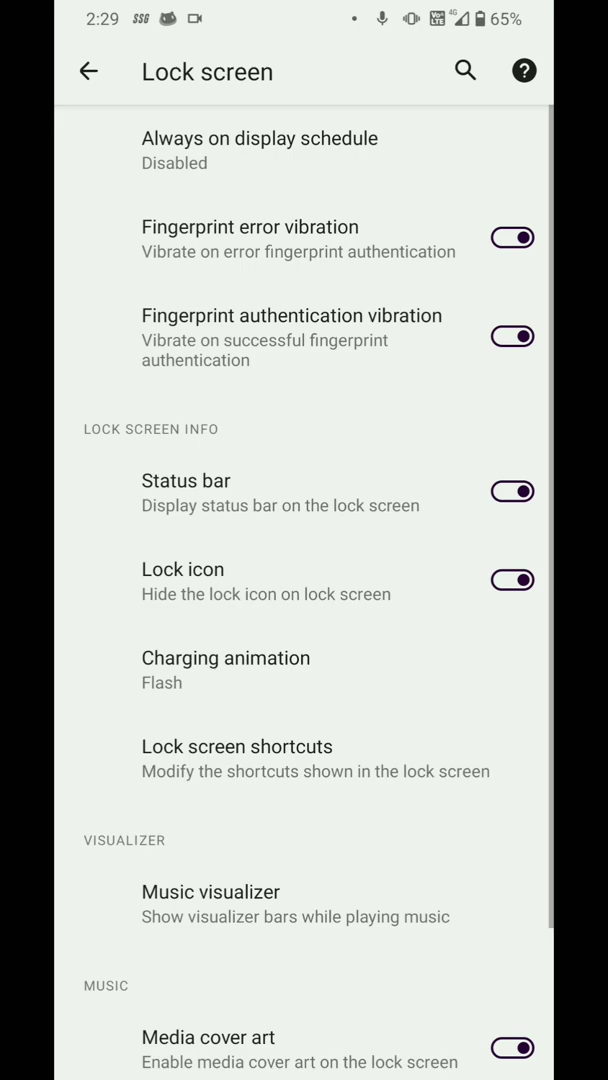 2:29 SSG 4G 65%
Lock screen
Always on display schedule
Disabled
Fingerprint error vibration
Vibrate on error fingerprint authentication
Fingerprint authentication vibration
Vibrate on successful fingerprint
authentication
LOCK SCREEN INFO
Status bar
Display status bar on the lock screen
Lock icon
Hide the lock icon on lock screen
Charging animation
Flash
Lock screen shortcuts
Modify the shortcuts shown in the lock screen
VISUALIZER
Music visualizer
Show visualizer bars while playing music
MUSIC
Media cover art
Enable media cover art on the lock screen